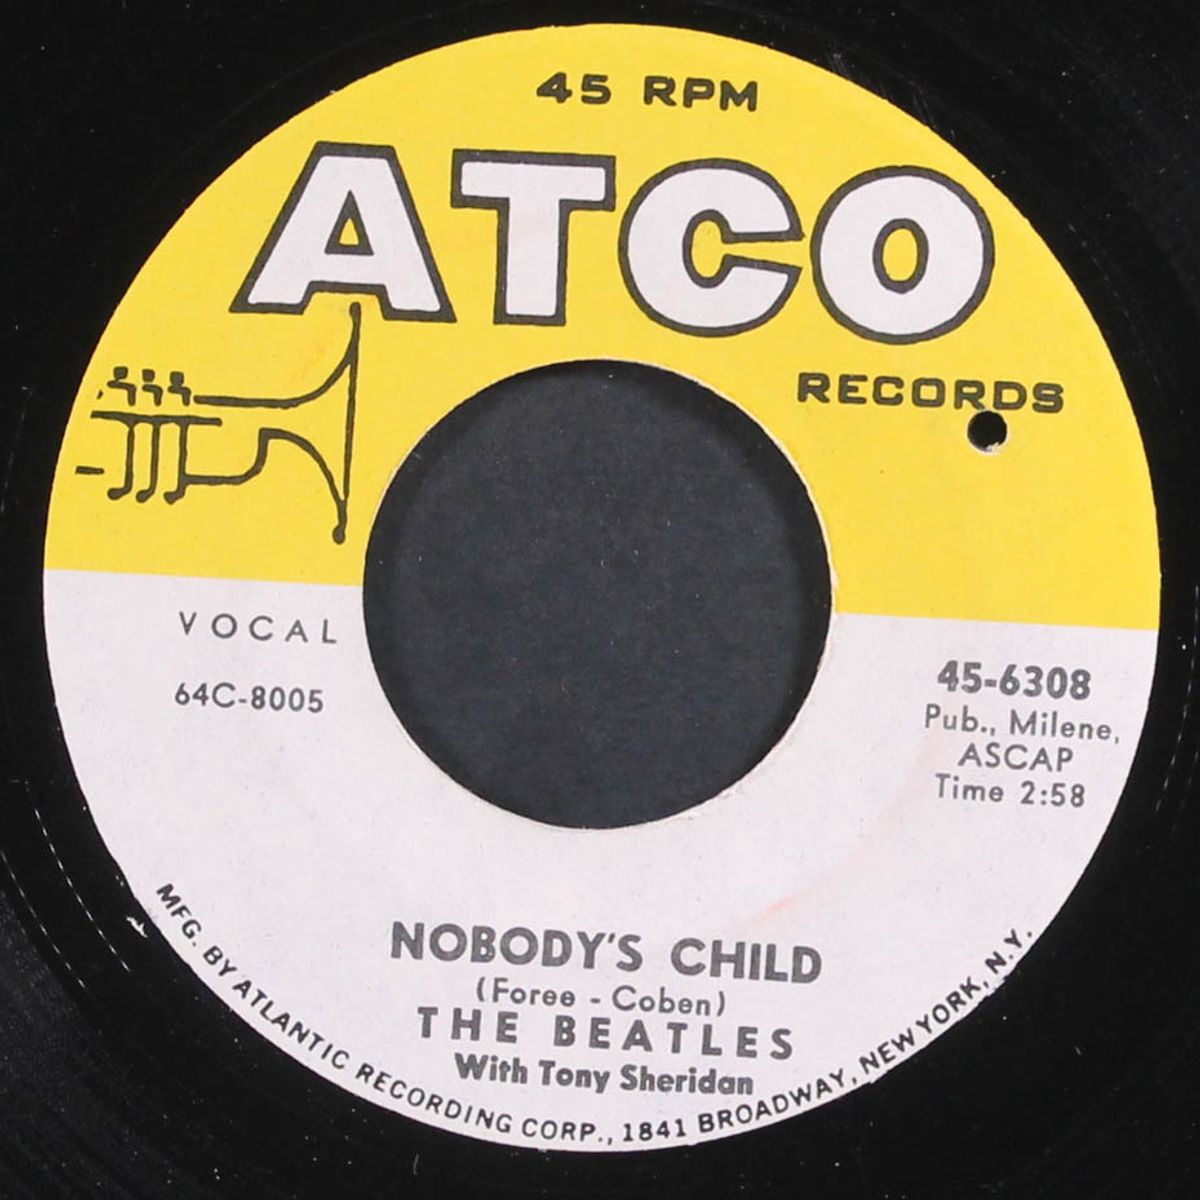 45 RPM
ATCO
RECORDS
VOCAL
64C-8005
45-6308
Pub., Milene,
ASCAP
Time 2:58
NOBODY'S CHILD
(Foree - Coben)
THE BEATLES
With Tony Sheridan
MFG. BY ATLANTIC RECORDING CORP., 1841 BROADWAY, NEW YORK, N.Y.